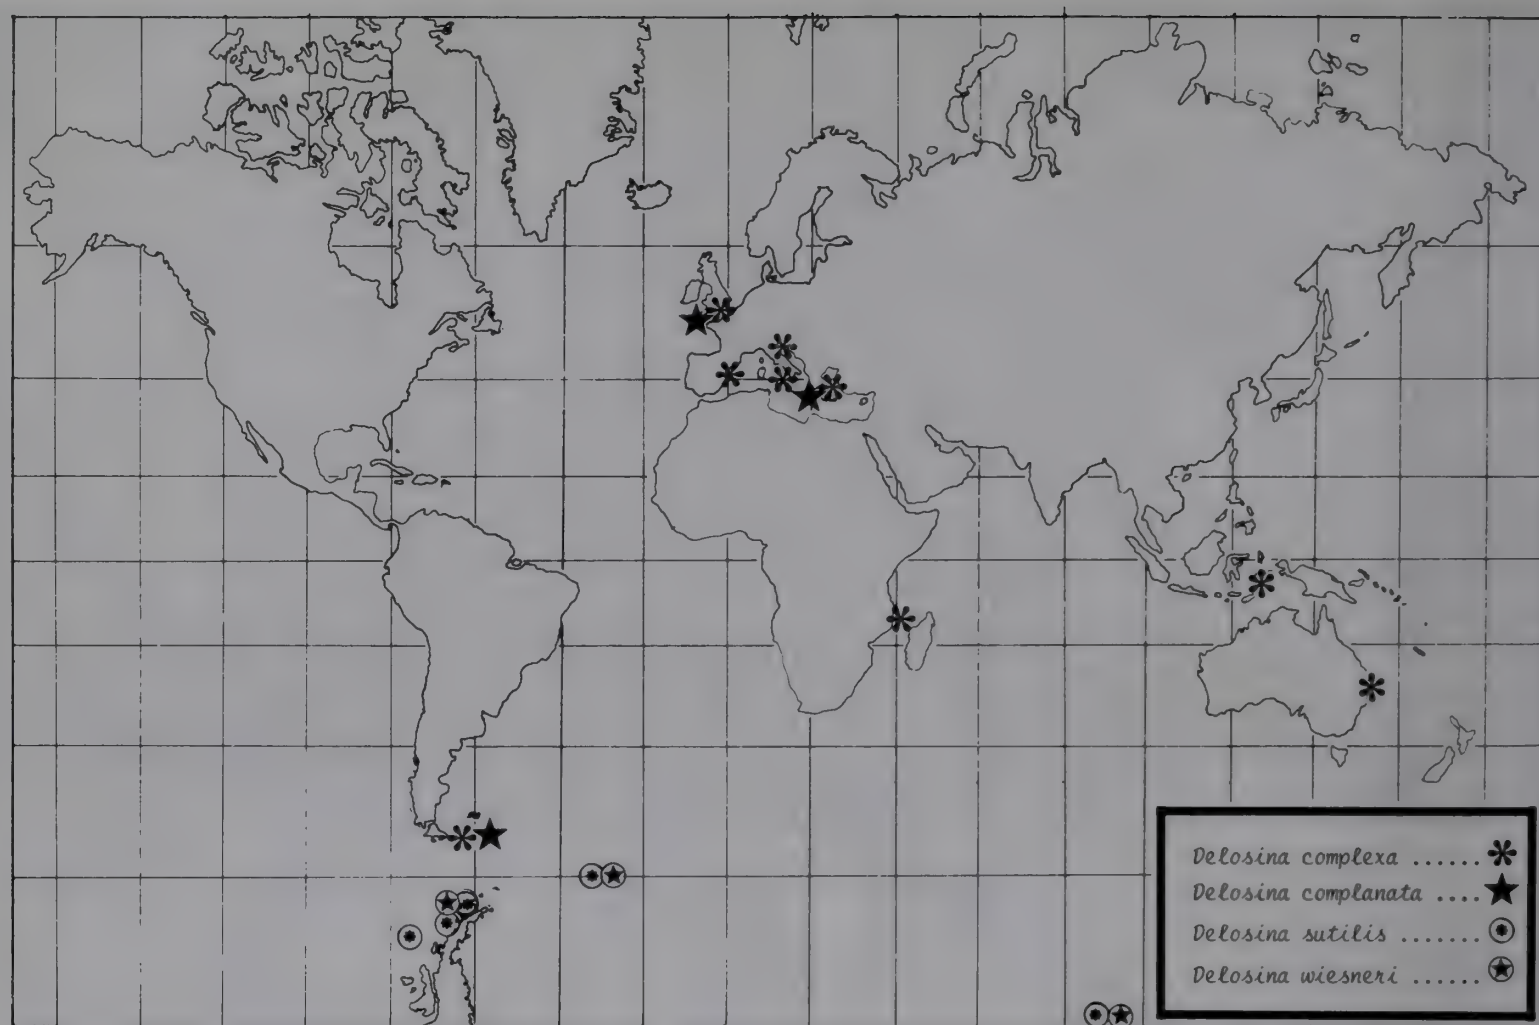 Delosina complexa ......
Delosina complanata ....
Delosina sutilis .......
Delosina wiesneri ......